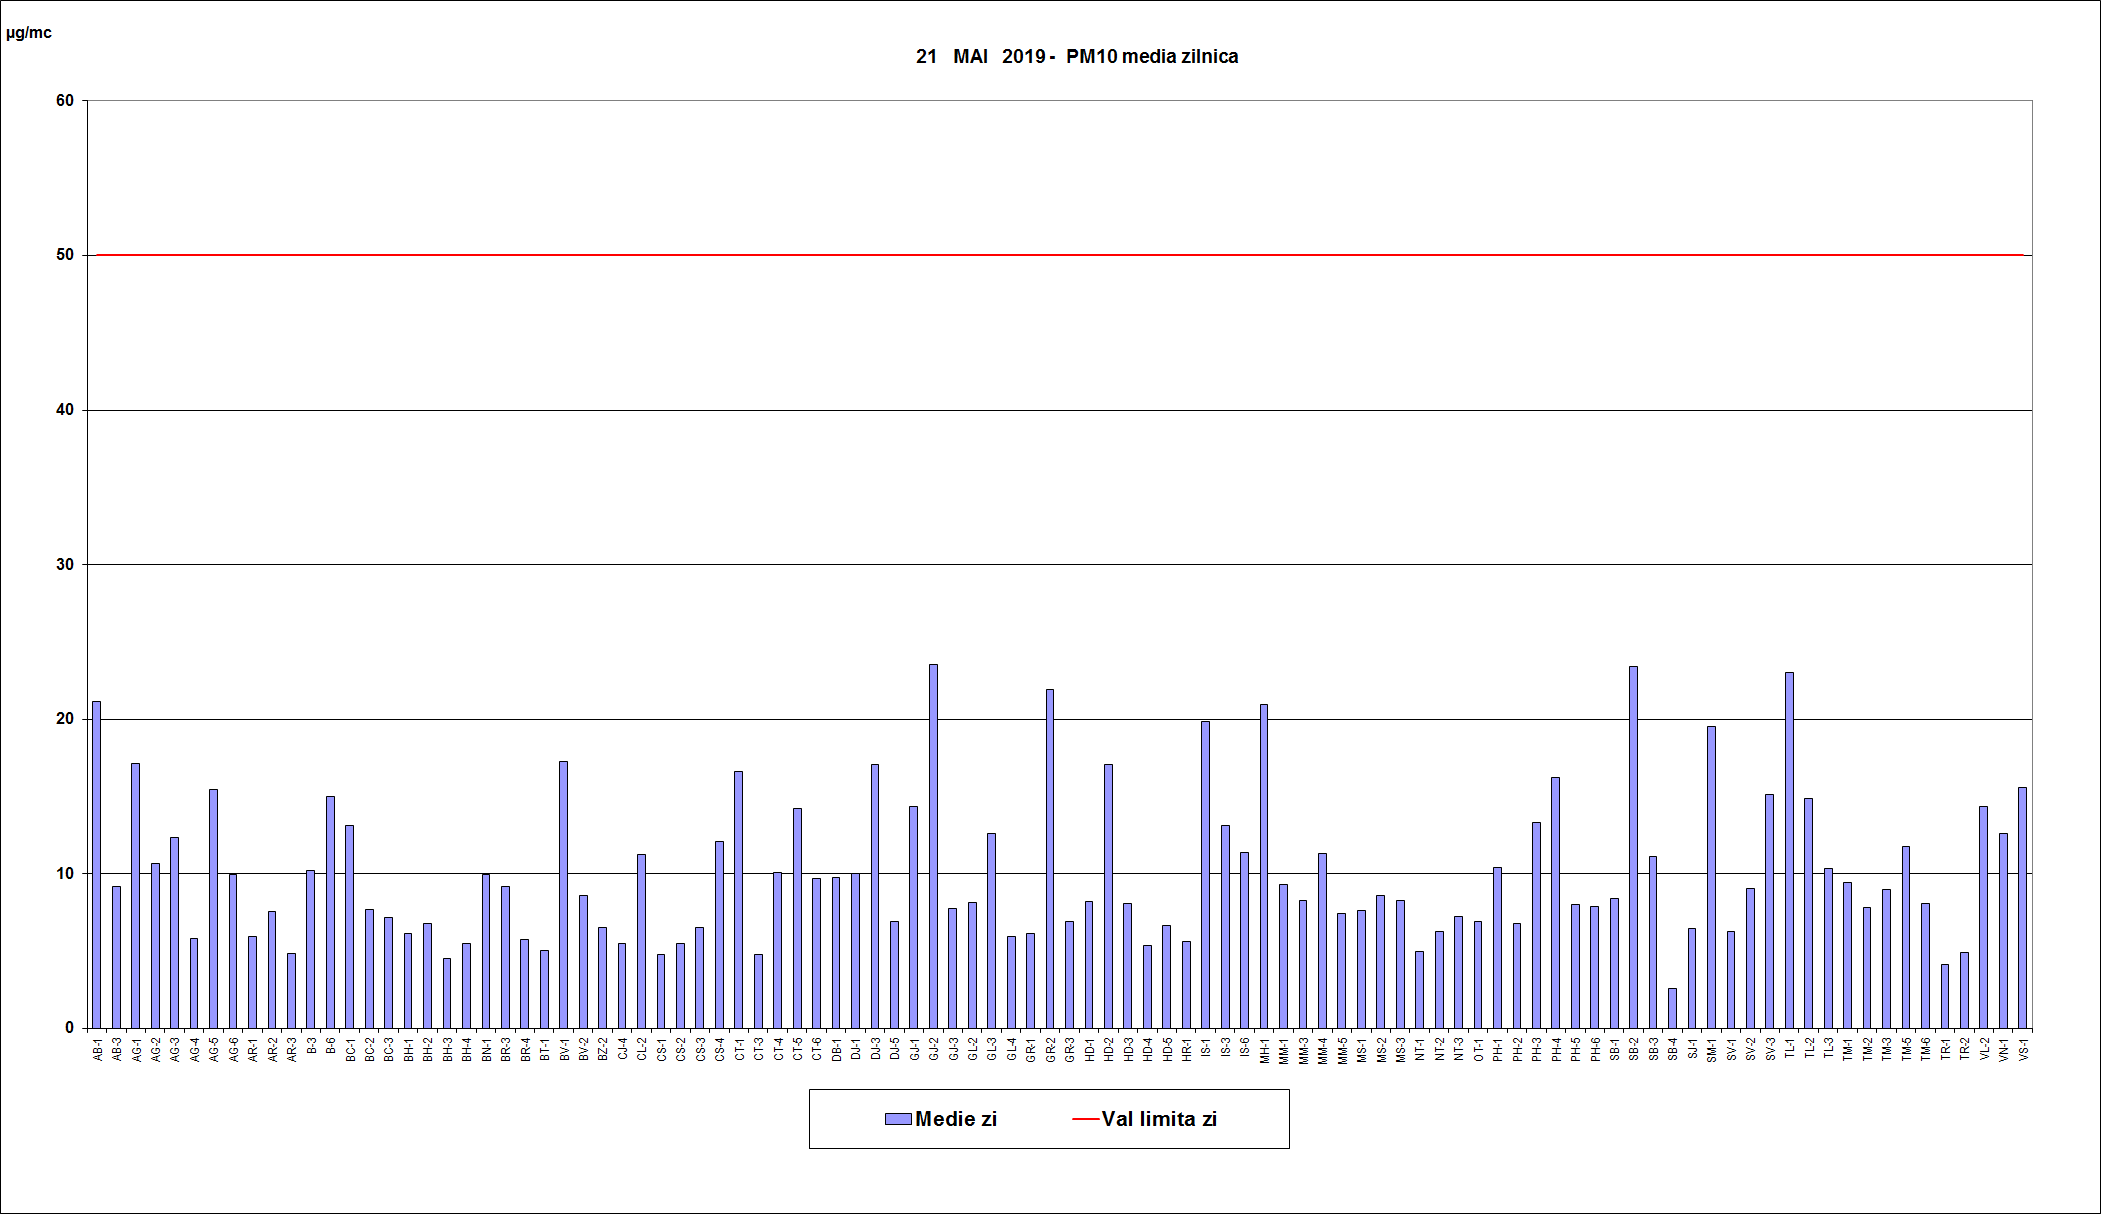 µg/mc
21 MAI 2019 - PM10 media zilnica
60
50
40
30
20
10
0
AB-1 AB-3 AG-1 AG-2 AG-3 AG-4 AG-5 AG-6 AR-1 AR-2 AR-3 B-3 B-6 BC-1 BC-2 BC-3 BH-1 BH-2 BH-3 BH-4 BN-1 BR-3 BR-4 BT-1 BV-1 BV-2 BZ-2 CJ-4 CL-2 CS-1 CS-2 CS-3 CS-4 CT-1 CT-3 CT-4 CT-5 CT-6 DB-1 DJ-1 DJ-3 DJ-5 GJ-1 GJ-2 GJ-3 GL-2 GL-3 GL-4 GR-1 GR-2 GR-3 HD-1 HD-2 HD-3 HD-4 HD-5 HR-1 IS-1 IS-3 IS-6 MH-1 MM-1 MM-3 MM-4 MM-5 MS-1 MS-2 MS-3 NT-1 NT-2 NT-3 OT-1 PH-1 PH-2 PH-3 PH-4 PH-5 PH-6 SB-1 SB-2 SB-3 SB-4 SJ-1 SM-1 SV-1 SV-2 SV-3 TL-1 TL-2 TL-3 TM-1 TM-2 TM-3 TM-5 TM-6 TR-1 TR-2 VL-2 VN-1 VS-1
Medie zi Val limita zi